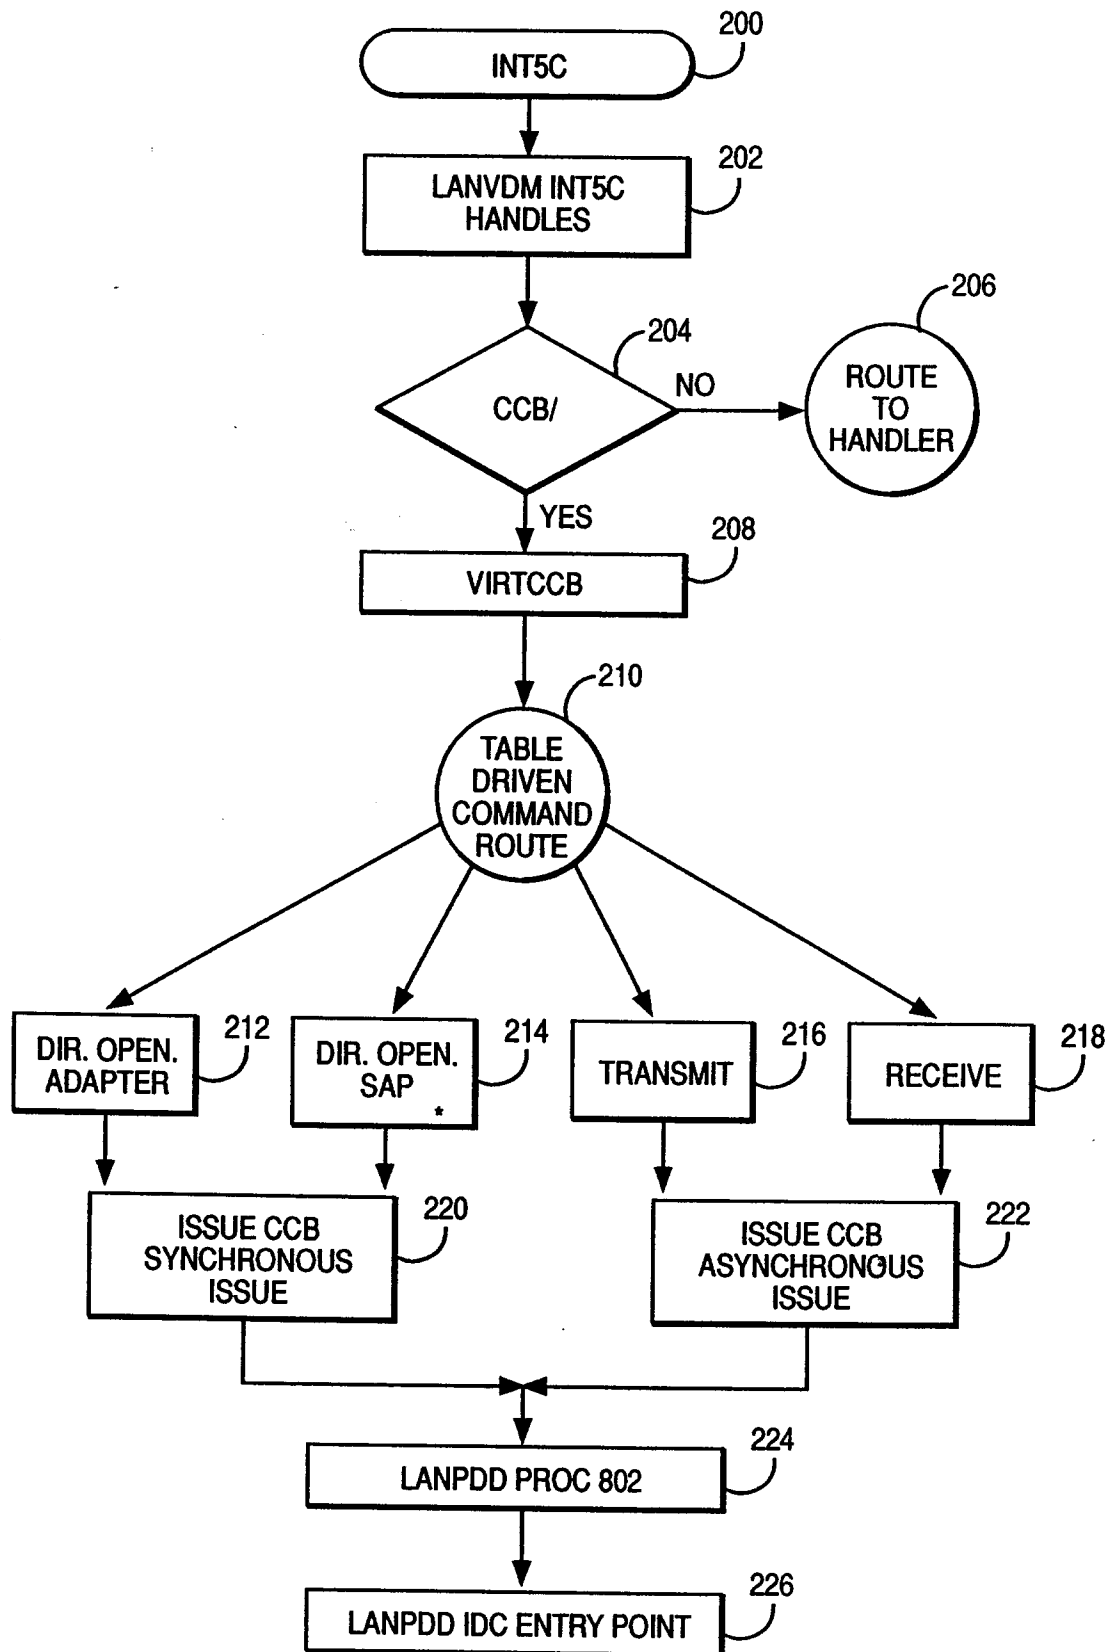 200
INT5C
202
LANVDM INT5C
HANDLES
204
CCB/
NO
206
ROUTE
TO
HANDLER
YES
208
VIRTCCB
210
TABLE
DRIVEN
COMMAND
ROUTE
212
DIR. OPEN.
ADAPTER
214
DIR. OPEN.
SAP
*
216
TRANSMIT
218
RECEIVE
220
ISSUE CCB
SYNCHRONOUS
ISSUE
222
ISSUE CCB
ASYNCHRONOUS
ISSUE
224
LANPDD PROC 802
226
LANPDD IDC ENTRY POINT